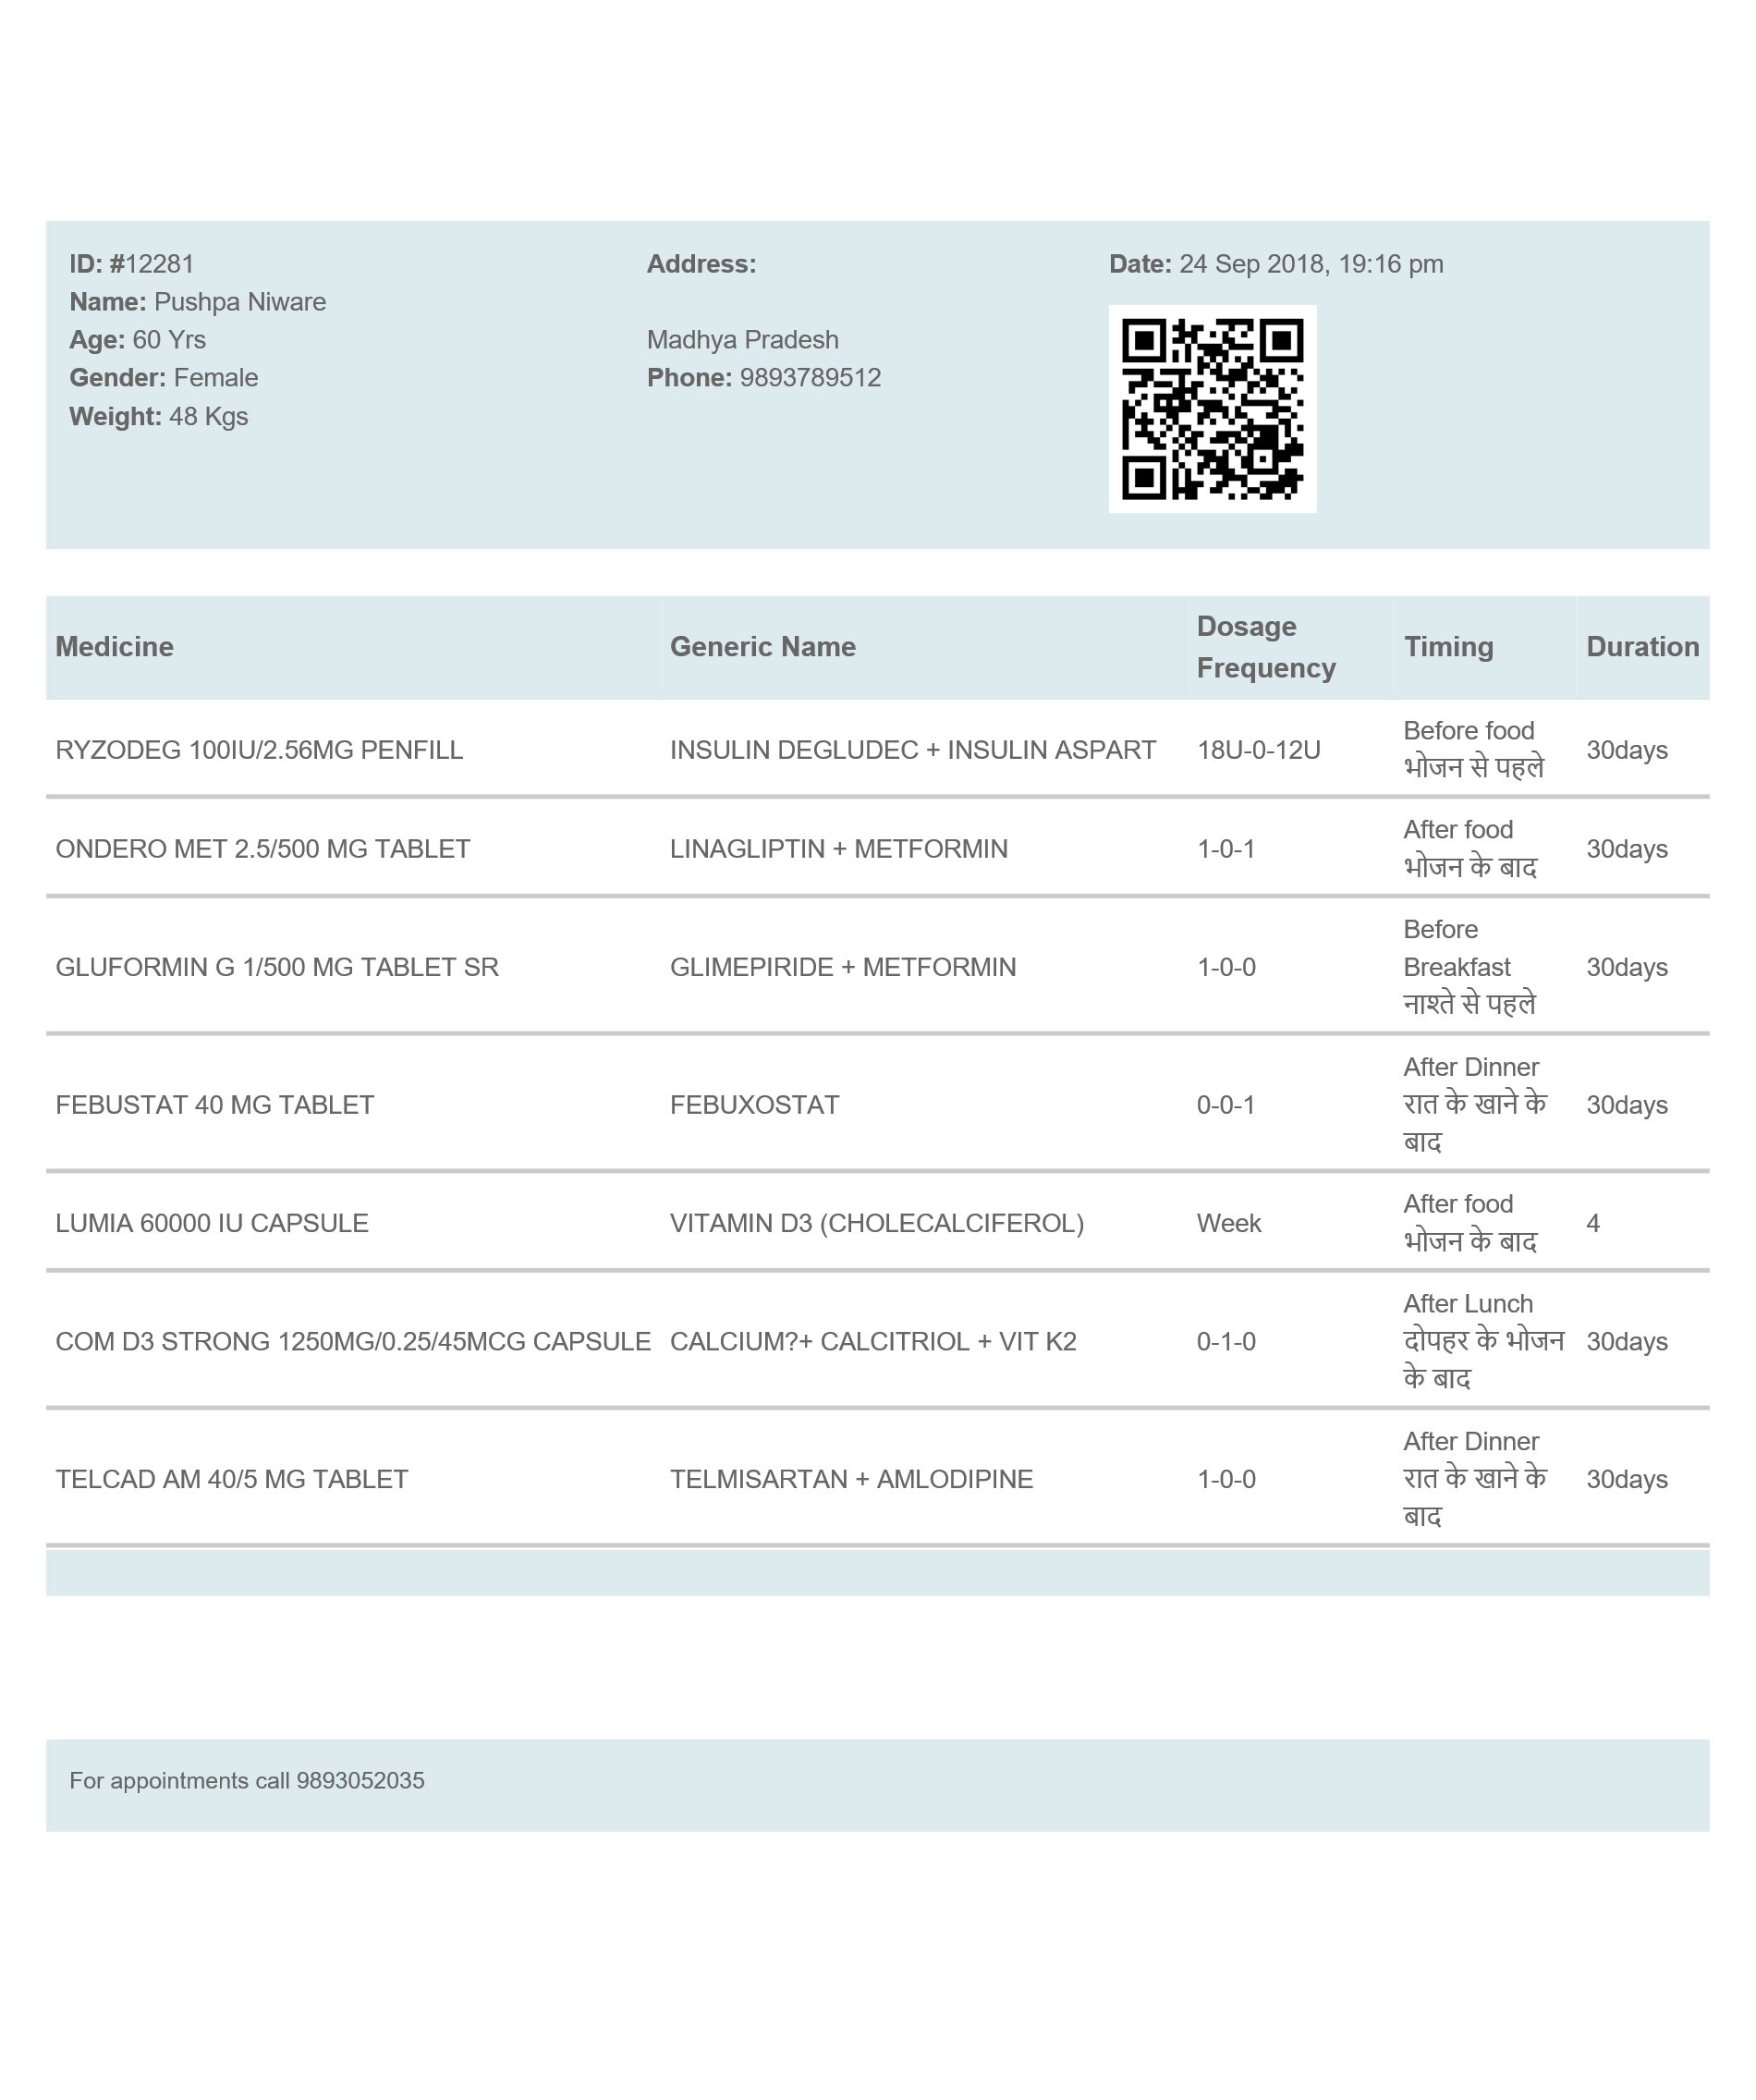 ID: #12281
Name: Pushpa Niware
Age: 60 Yrs
Gender: Female
Weight: 48 Kgs
Address:
Madhya Pradesh
Phone: 9893789512
Date: 24 Sep 2018, 19:16 pm
Medicine Generic Name Dosage Frequency Timing Duration
RYZODEG 100IU/2.56MG PENFILL INSULIN DEGLUDEC + INSULIN ASPART 18U-0-12U Before food 30days
भोजन से पहले
ONDERO MET 2.5/500 MG TABLET LINAGLIPTIN + METFORMIN 1-0-1 After food 30days
भोजन के बाद
GLUFORMIN G 1/500 MG TABLET SR GLIMEPIRIDE + METFORMIN 1-0-0 Before 30days
Breakfast
नाश्ते से पहले
FEBUSTAT 40 MG TABLET FEBUXOSTAT 0-0-1 After Dinner 30days
रात के खाने के
बाद
LUMIA 60000 IU CAPSULE VITAMIN D3 (CHOLECALCIFEROL) Week After food 4
भोजन के बाद
COM D3 STRONG 1250MG/0.25/45MCG CAPSULE CALCIUM?+ CALCITRIOL + VIT K2 0-1-0 After Lunch 30days
दोपहर के भोजन
के बाद
TELCAD AM 40/5 MG TABLET TELMISARTAN + AMLODIPINE 1-0-0 After Dinner 30days
रात के खाने के
बाद
For appointments call 9893052035